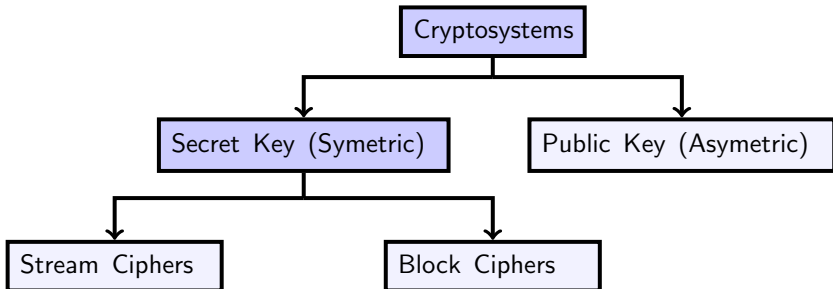 Cryptosystems
Secret Key (Symetric)
Public Key (Asymetric)
Stream Ciphers
Block Ciphers